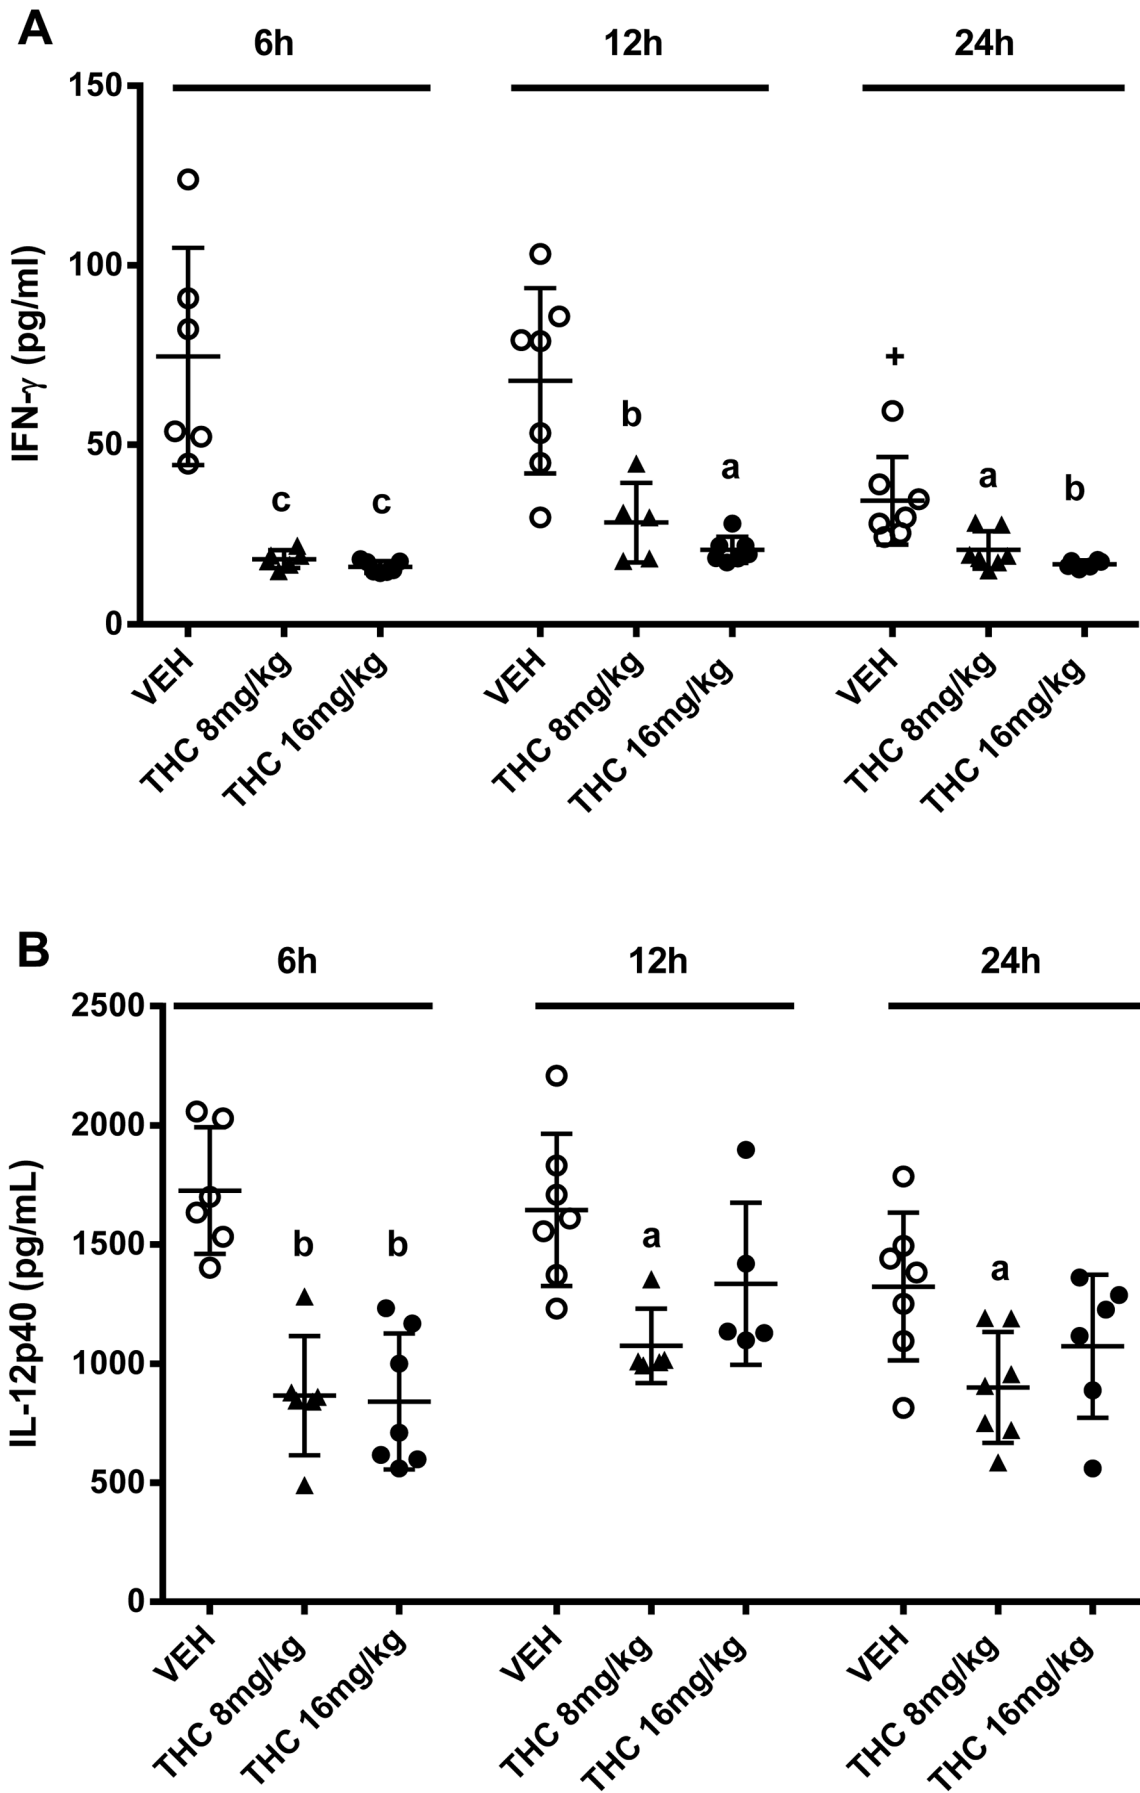 A
6h 12h 24h
150
100
50
0
IFN-γ (pg/ml)
c c b a + a b
VEH THC 8mg/kg THC 16mg/kg VEH THC 8mg/kg THC 16mg/kg VEH THC 8mg/kg THC 16mg/kg
B
6h 12h 24h
2500
2000
1500
1000
500
0
IL-12p40 (pg/mL)
b b a a
VEH THC 8mg/kg THC 16mg/kg VEH THC 8mg/kg THC 16mg/kg VEH THC 8mg/kg THC 16mg/kg